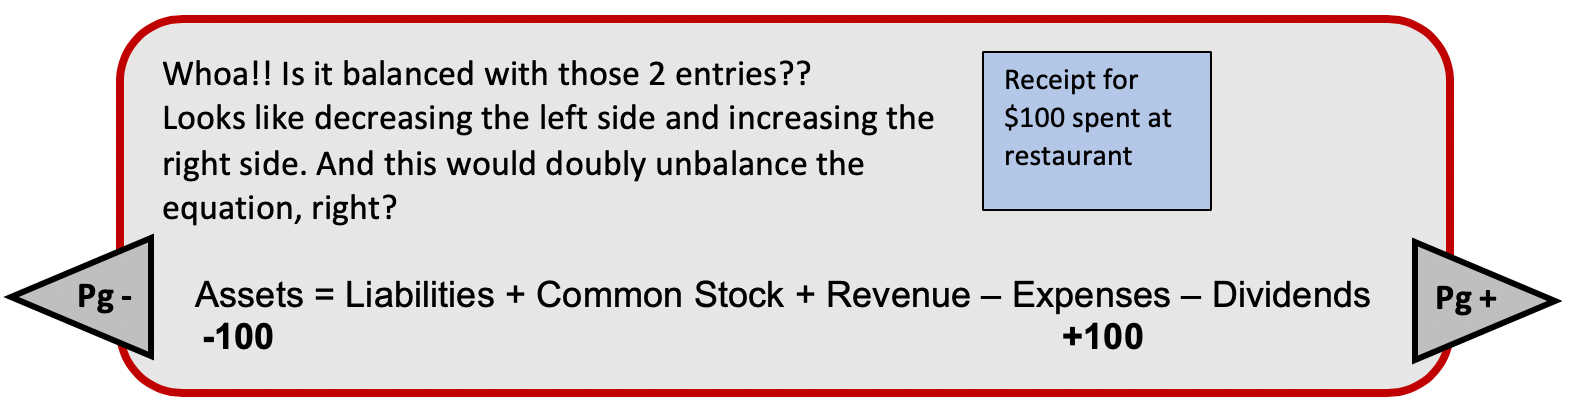 Whoa!! Is it balanced with those 2 entries??
Looks like decreasing the left side and increasing the
right side. And this would doubly unbalance the
equation, right?
Receipt for
$100 spent at
restaurant
Pg -
Assets = Liabilities + Common Stock + Revenue – Expenses – Dividends
-100
+100
Pg +